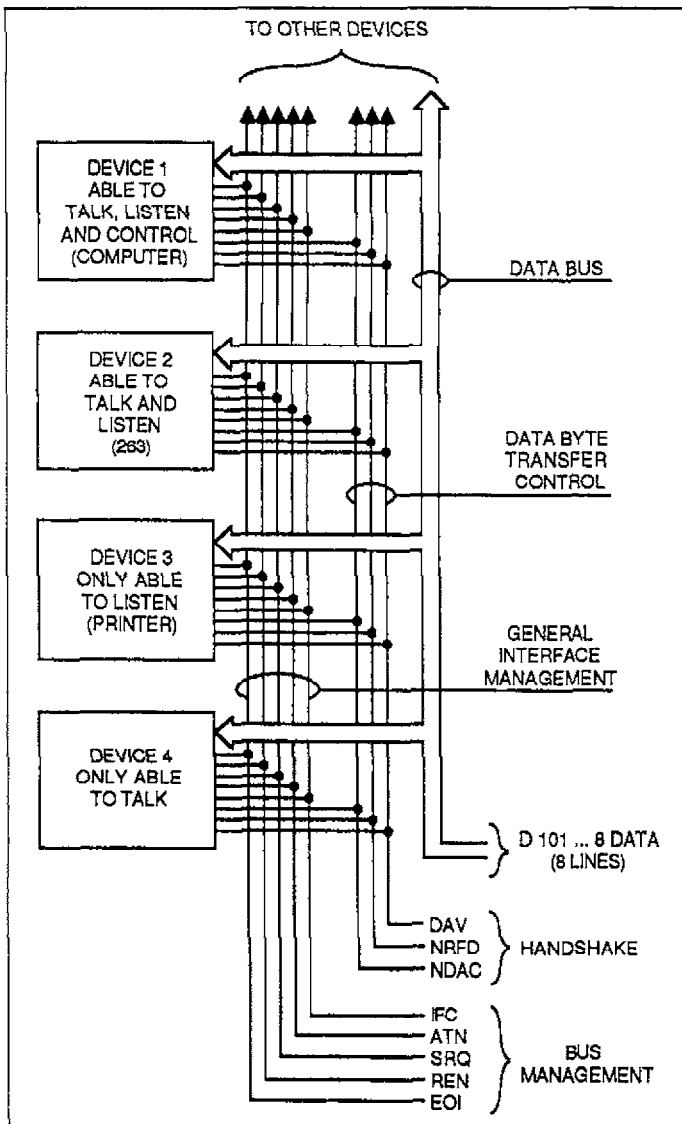 TO OTHER DEVICES
DEVICE 1
ABLE TO
TALK, LISTEN
AND CONTROL
(COMPUTER)
DATA BUS
DEVICE 2
ABLE TO
TALK AND
LISTEN
(263)
DATA BYTE
TRANSFER
CONTROL
DEVICE 3
ONLY ABLE
TO LISTEN
(PRINTER)
GENERAL
INTERFACE
MANAGEMENT
DEVICE 4
ONLY ABLE
TO TALK
D 101 ... 8 DATA
(8 LINES)
DAV
NRFD
NDAC
HANDSHAKE
IFC
ATN
SRQ
REN
EOI
BUS
MANAGEMENT